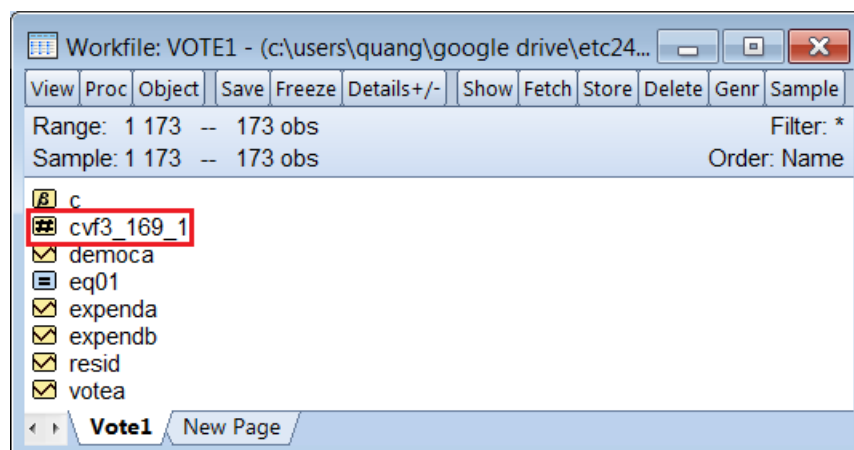 Workfile: VOTE1 - (c:\users\quang\google drive\etc24...
View Proc Object Save Freeze Details+/- Show Fetch Store Delete Genr Sample
Range: 1 173 -- 173 obs Filter: *
Sample: 1 173 -- 173 obs Order: Name
β c
# cvf3_169_1
democa
= eq01
expenda
expendb
resid
votea
Vote1 New Page